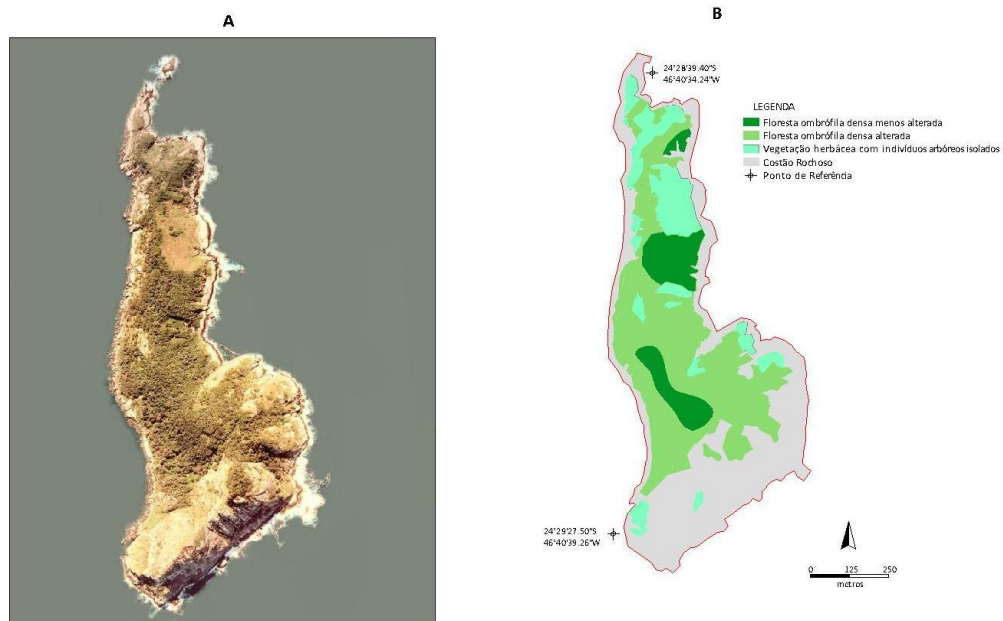 A
B
24°28'39.40"S
46°40'34.24"W
LEGENDA
Floresta ombrófila densa menos alterada
Floresta ombrófila densa alterada
Vegetação herbácea com indivíduos arbóreos isolados
Costão Rochoso
Ponto de Referência
24°29'27.50"S
46°40'39.26"W
0 125 250
metros